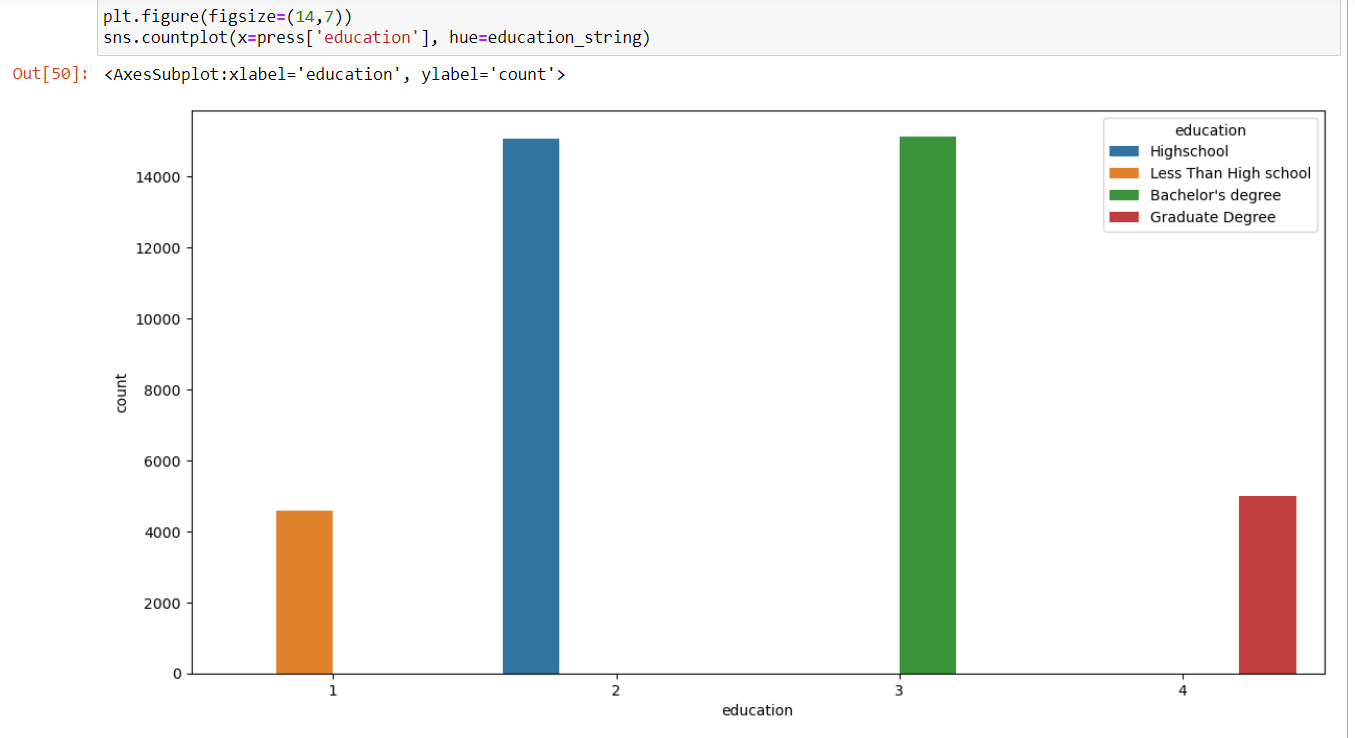 plt.figure(figsize=(14,7))
sns.countplot(x=press['education'], hue=education_string)
Out[50]: <AxesSubplot:xlabel='education', ylabel='count'>
education
Highschool
Less Than High school
Bachelor's degree
Graduate Degree
14000
12000
10000
8000
6000
4000
2000
0
count
1 2 3 4
education